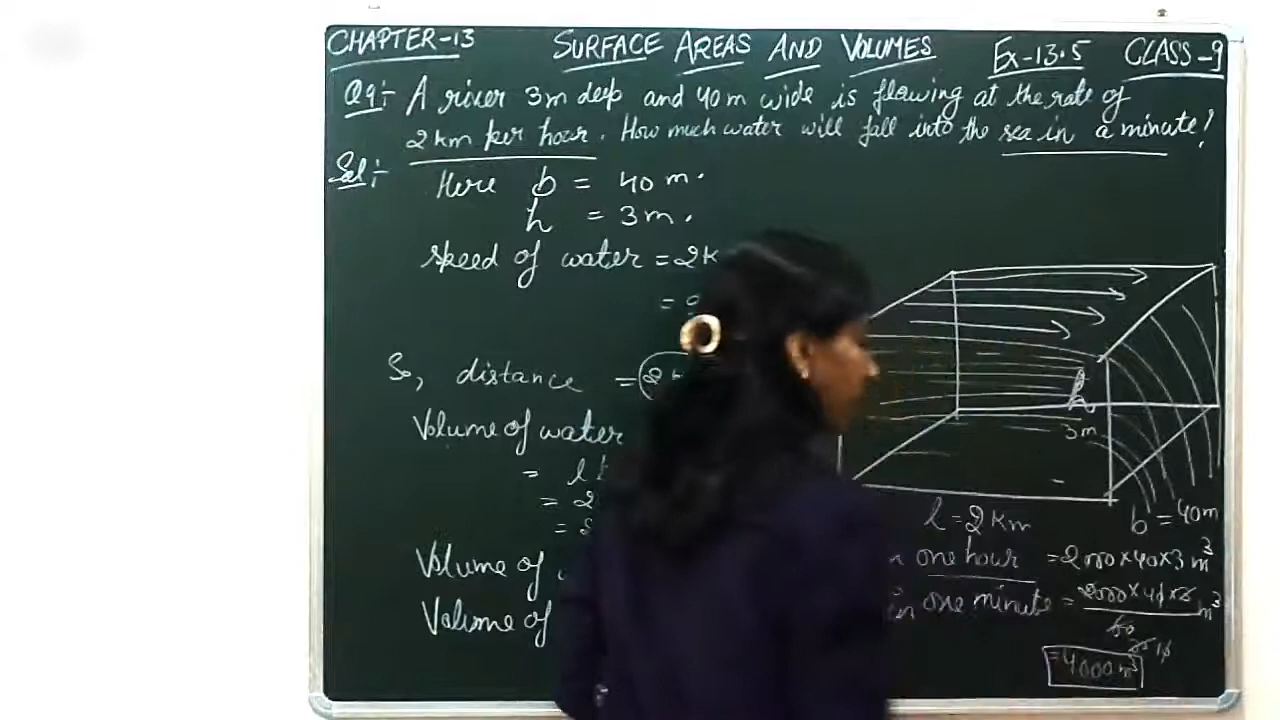 CHAPTER-13 SURFACE AREAS AND VOLUMES Ex-13.5 CLASS-9
Q9:- A river 3m deep and 40m wide is flowing at the rate of
2 km per hour. How much water will fall into the sea in a minute?
Sol:-
Here b = 40 m.
h = 3m.
speed of water = 2K
=
So, distance = 2
Volume of water
= l
= 2
=
Volume of
Volume of
h
3m
l = 2 Km
b = 40m
one hour = 2000×40×3 m³
in one minute = 2000×40×3 m³
60
= 4000 m³